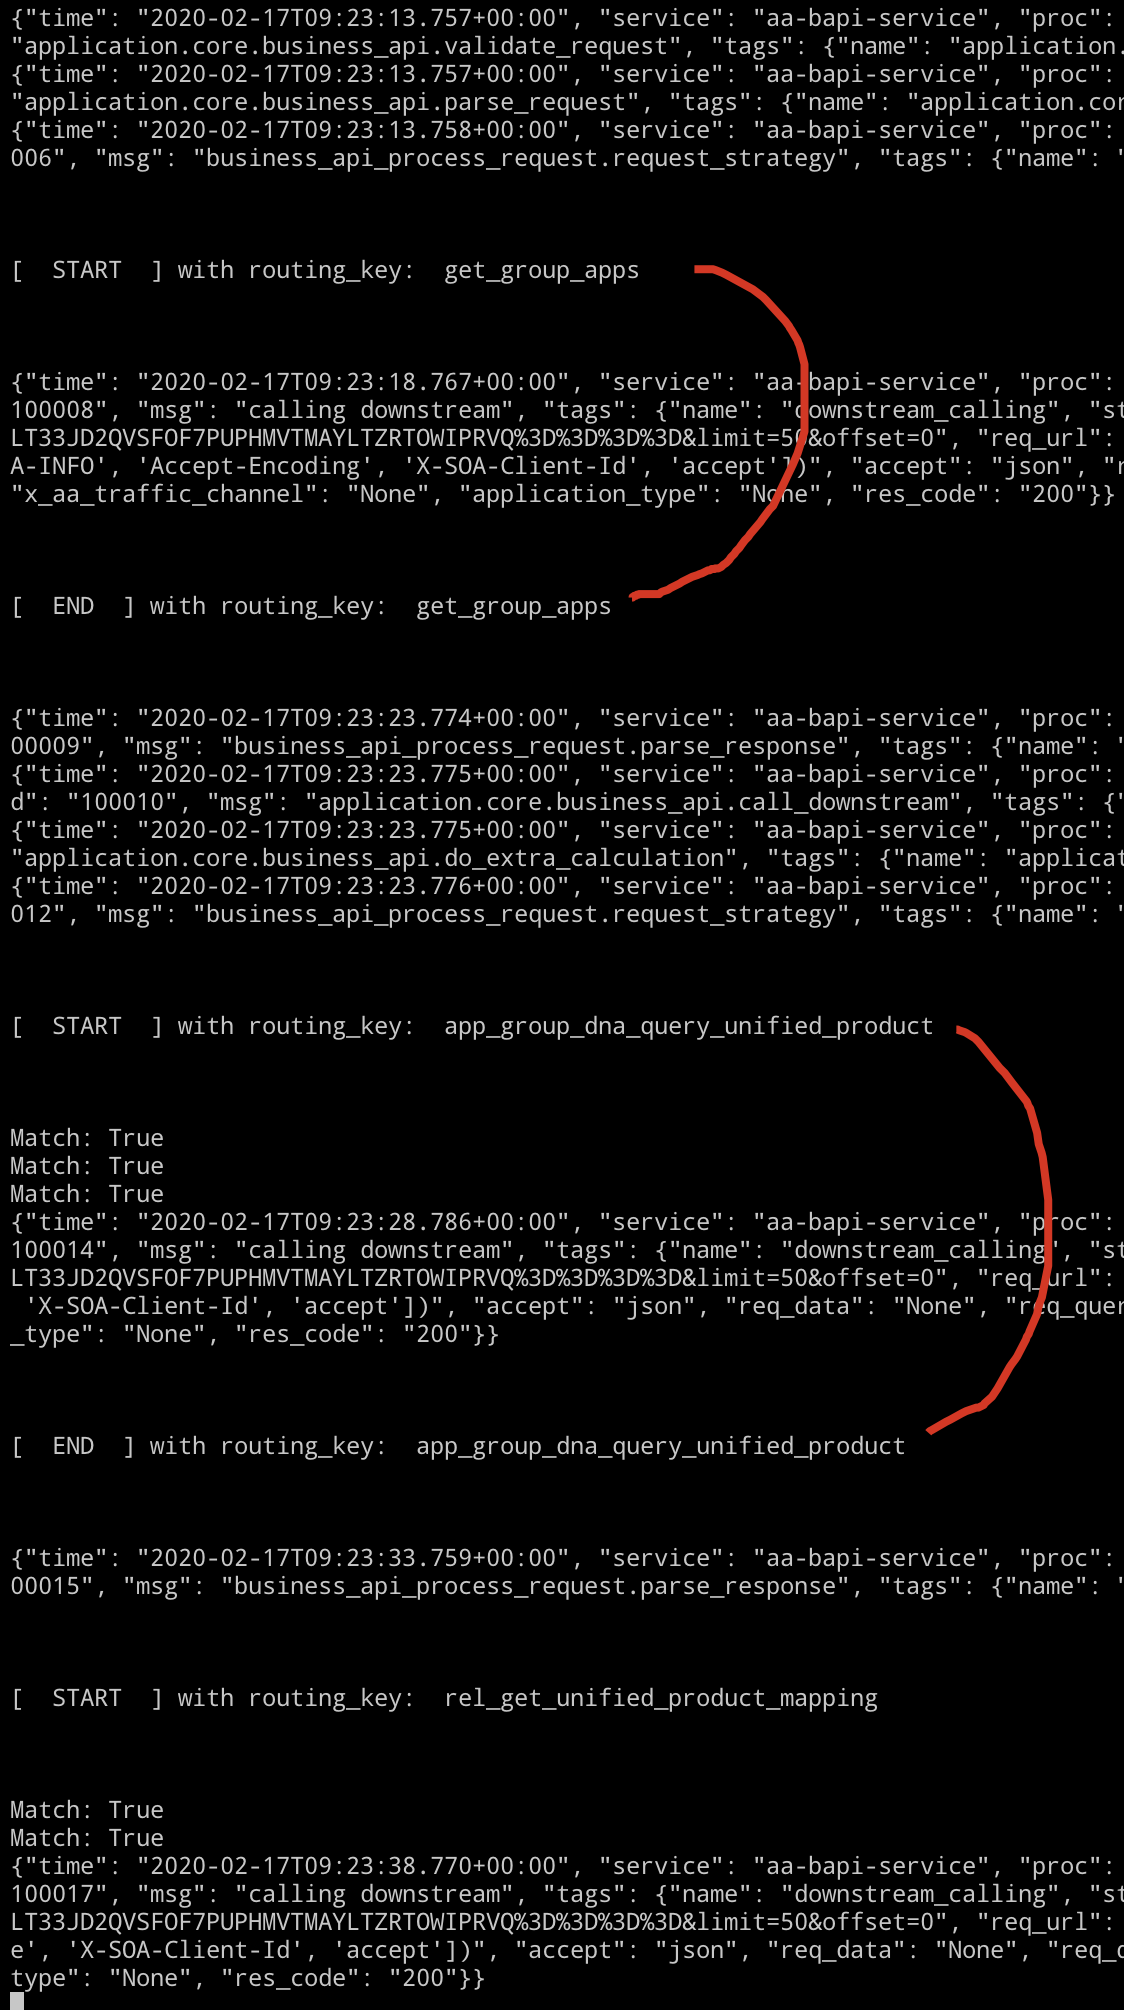 {"time": "2020-02-17T09:23:13.757+00:00", "service": "aa-bapi-service", "proc":
"application.core.business_api.validate_request", "tags": {"name": "application.
{"time": "2020-02-17T09:23:13.757+00:00", "service": "aa-bapi-service", "proc":
"application.core.business_api.parse_request", "tags": {"name": "application.cor
{"time": "2020-02-17T09:23:13.758+00:00", "service": "aa-bapi-service", "proc":
006", "msg": "business_api_process_request.request_strategy", "tags": {"name": "
[  START  ] with routing_key:  get_group_apps
{"time": "2020-02-17T09:23:18.767+00:00", "service": "aa-bapi-service", "proc":
100008", "msg": "calling downstream", "tags": {"name": "downstream_calling", "st
LT33JD2QVSFOF7PUPHMVTMAYLTZRTOWIPRVQ%3D%3D%3D%3D&limit=50&offset=0", "req_url":
A-INFO', 'Accept-Encoding', 'X-SOA-Client-Id', 'accept'])", "accept": "json", "r
"x_aa_traffic_channel": "None", "application_type": "None", "res_code": "200"}}
[  END  ] with routing_key:  get_group_apps
{"time": "2020-02-17T09:23:23.774+00:00", "service": "aa-bapi-service", "proc":
00009", "msg": "business_api_process_request.parse_response", "tags": {"name": "
{"time": "2020-02-17T09:23:23.775+00:00", "service": "aa-bapi-service", "proc":
d": "100010", "msg": "application.core.business_api.call_downstream", "tags": {"
{"time": "2020-02-17T09:23:23.775+00:00", "service": "aa-bapi-service", "proc":
"application.core.business_api.do_extra_calculation", "tags": {"name": "applicat
{"time": "2020-02-17T09:23:23.776+00:00", "service": "aa-bapi-service", "proc":
012", "msg": "business_api_process_request.request_strategy", "tags": {"name": "
[  START  ] with routing_key:  app_group_dna_query_unified_product
Match: True
Match: True
Match: True
{"time": "2020-02-17T09:23:28.786+00:00", "service": "aa-bapi-service", "proc":
100014", "msg": "calling downstream", "tags": {"name": "downstream_calling", "st
LT33JD2QVSFOF7PUPHMVTMAYLTZRTOWIPRVQ%3D%3D%3D%3D&limit=50&offset=0", "req_url":
 'X-SOA-Client-Id', 'accept'])", "accept": "json", "req_data": "None", "req_quer
_type": "None", "res_code": "200"}}
[  END  ] with routing_key:  app_group_dna_query_unified_product
{"time": "2020-02-17T09:23:33.759+00:00", "service": "aa-bapi-service", "proc":
00015", "msg": "business_api_process_request.parse_response", "tags": {"name": "
[  START  ] with routing_key:  rel_get_unified_product_mapping
Match: True
Match: True
{"time": "2020-02-17T09:23:38.770+00:00", "service": "aa-bapi-service", "proc":
100017", "msg": "calling downstream", "tags": {"name": "downstream_calling", "st
LT33JD2QVSFOF7PUPHMVTMAYLTZRTOWIPRVQ%3D%3D%3D%3D&limit=50&offset=0", "req_url":
e', 'X-SOA-Client-Id', 'accept'])", "accept": "json", "req_data": "None", "req_q
type": "None", "res_code": "200"}}